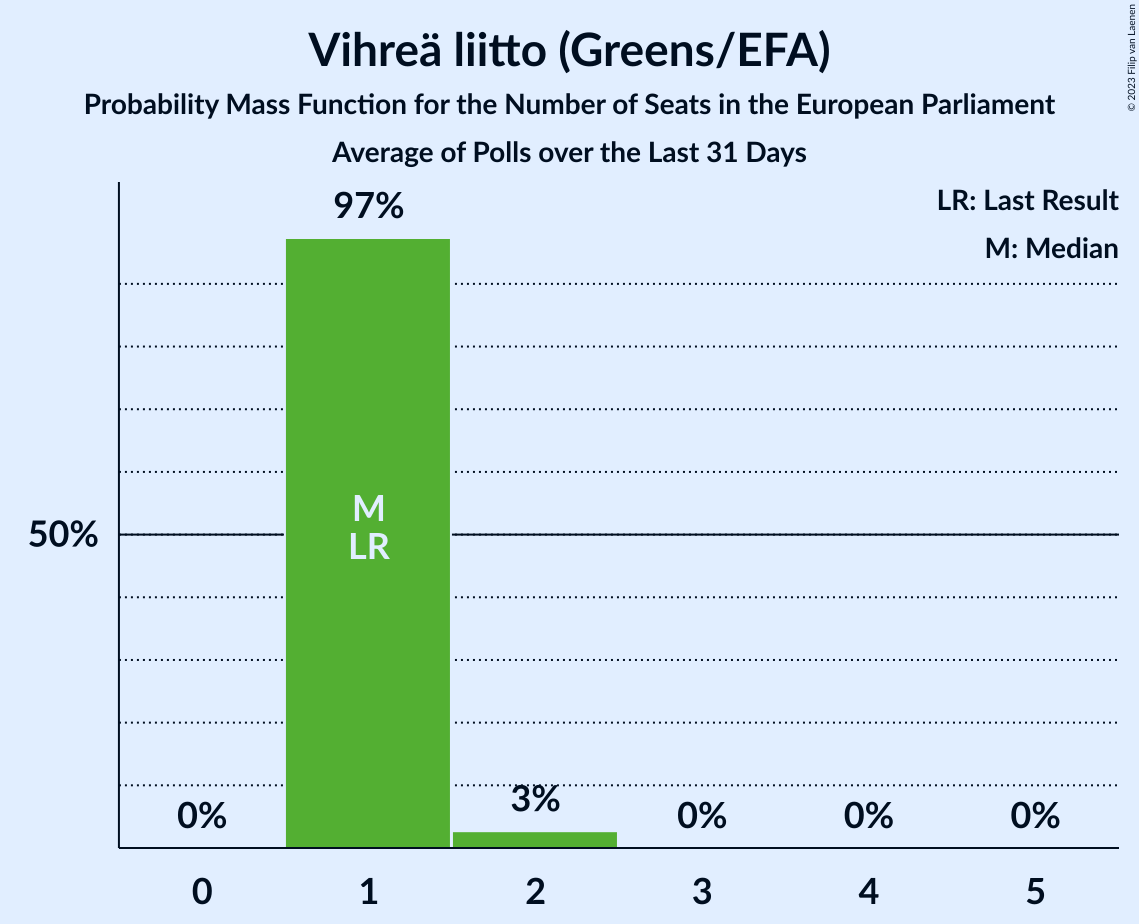 Vihreä liitto (Greens/EFA)
Probability Mass Function for the Number of Seats in the European Parliament
Average of Polls over the Last 31 Days
© 2023 Filip van Laenen
LR: Last Result
M: Median
97%
M
LR
50%
0%
3%
0%
0%
0%
0
1
2
3
4
5